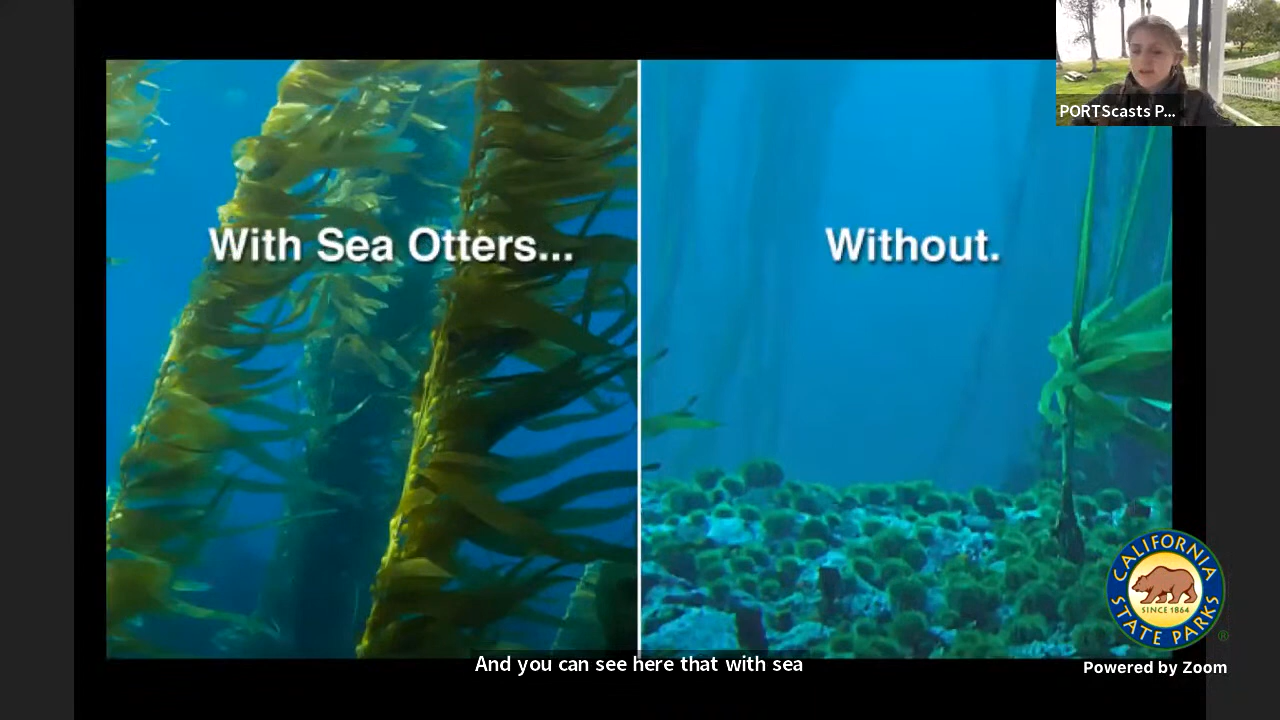 PORTScasts P...
With Sea Otters...
Without.
CALIFORNIA
SINCE 1864
STATE PARKS
®
And you can see here that with sea
Powered by Zoom